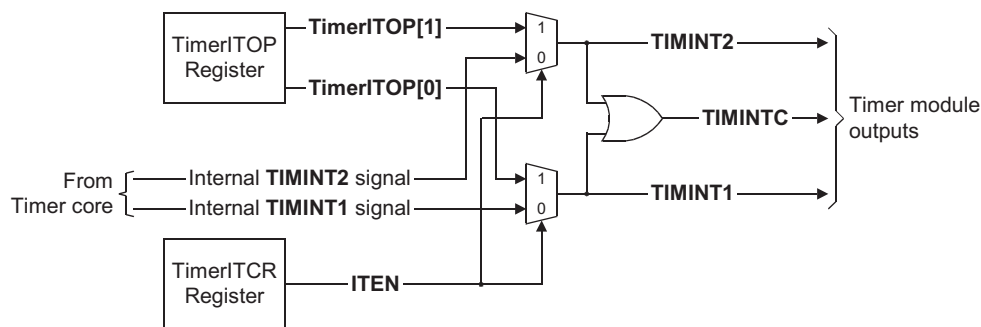 TimerITOP
Register
TimerITOP[1]
TimerITOP[0]
1
0
TIMINT2
TIMINTC
Timer module
outputs
From
Timer core
Internal TIMINT2 signal
Internal TIMINT1 signal
1
0
TIMINT1
TimerITCR
Register
ITEN